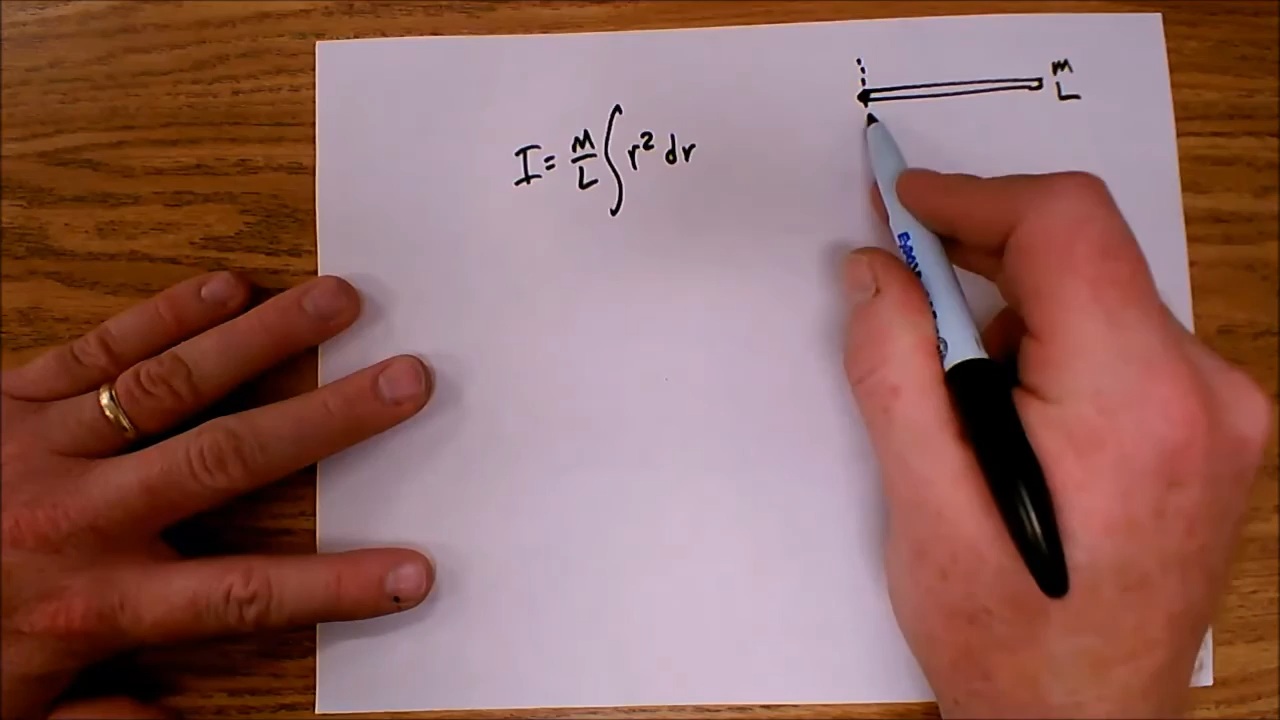 M
L
I = M/L ∫ r² dr